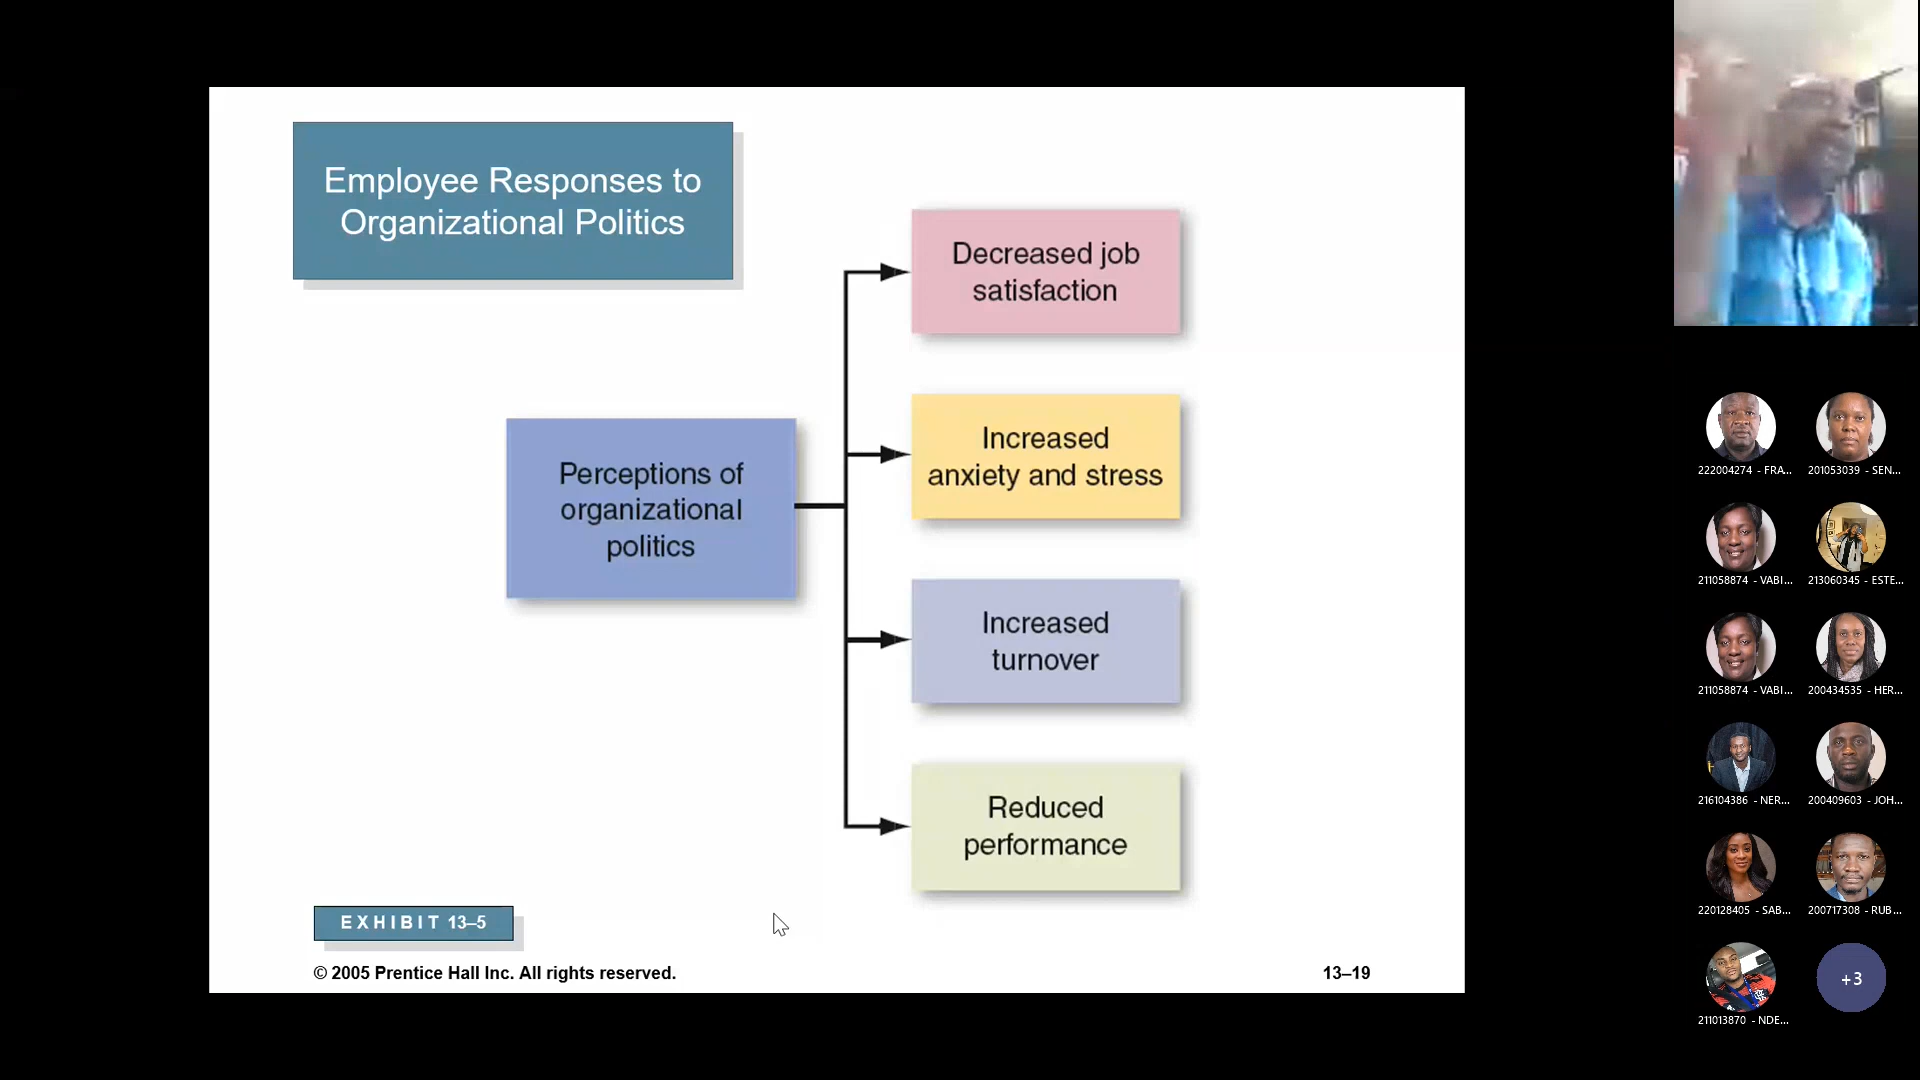 Employee Responses to
Organizational Politics
Perceptions of
organizational
politics
Decreased job
satisfaction
Increased
anxiety and stress
Increased
turnover
Reduced
performance
EXHIBIT 13–5
© 2005 Prentice Hall Inc. All rights reserved.
13–19
222004274 - FRA...
201053039 - SEN...
211058874 - VABI...
213060345 - ESTE...
211058874 - VABI...
200434535 - HER...
216104386 - NER...
200409603 - JOH...
220128405 - SAB...
200717308 - RUB...
211013870 - NDE...
+3